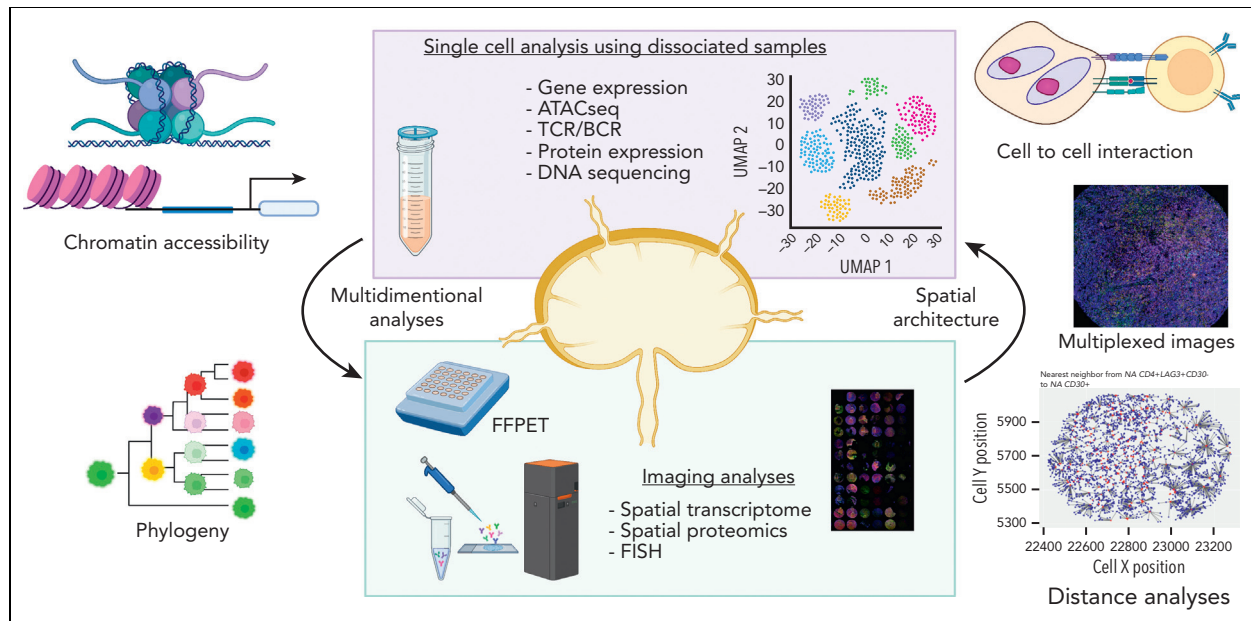 Single cell analysis using dissociated samples
- Gene expression
- ATACseq
- TCR/BCR
- Protein expression
- DNA sequencing
UMAP 2
30
20
10
0
–10
–20
–30
–30
–20
–10
0
10
20
30
UMAP 1
Chromatin accessibility
Cell to cell interaction
Multidimentional
analyses
Spatial
architecture
Multiplexed images
Phylogeny
FFPET
Imaging analyses
- Spatial transcriptome
- Spatial proteomics
- FISH
Nearest neighbor from NA CD4+LAG3+CD30-
to NA CD30+
Cell Y position
5900
5700
5500
5300
22400 22600 22800 23000 23200
Cell X position
Distance analyses